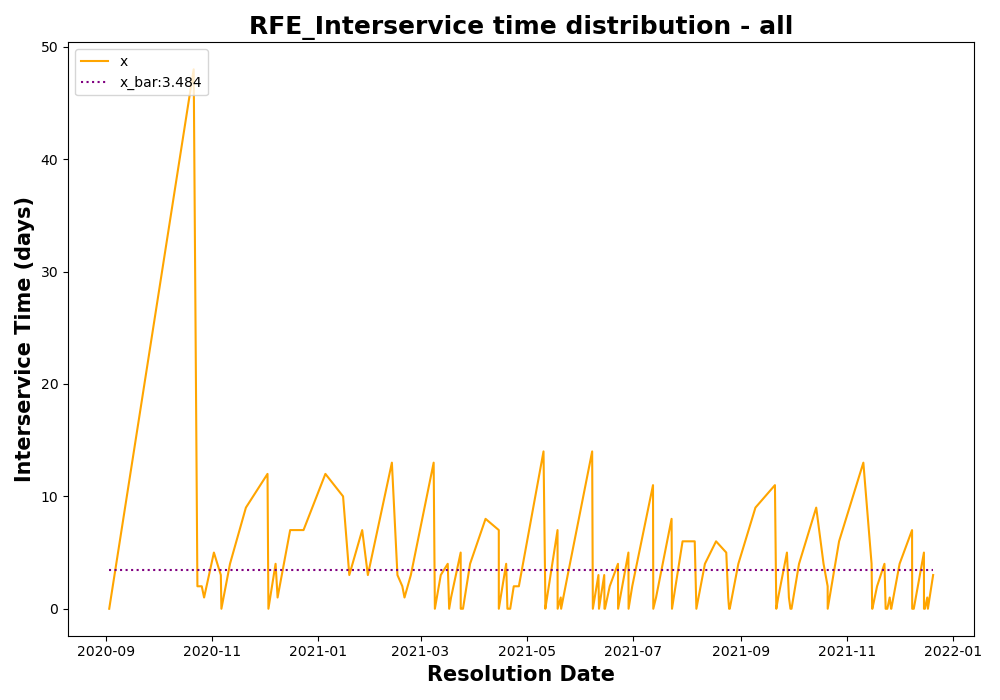 RFE_Interservice time distribution - all
x
x_bar:3.484
Interservice Time (days)
50
40
30
20
10
0
2020-09 2020-11 2021-01 2021-03 2021-05 2021-07 2021-09 2021-11 2022-01
Resolution Date